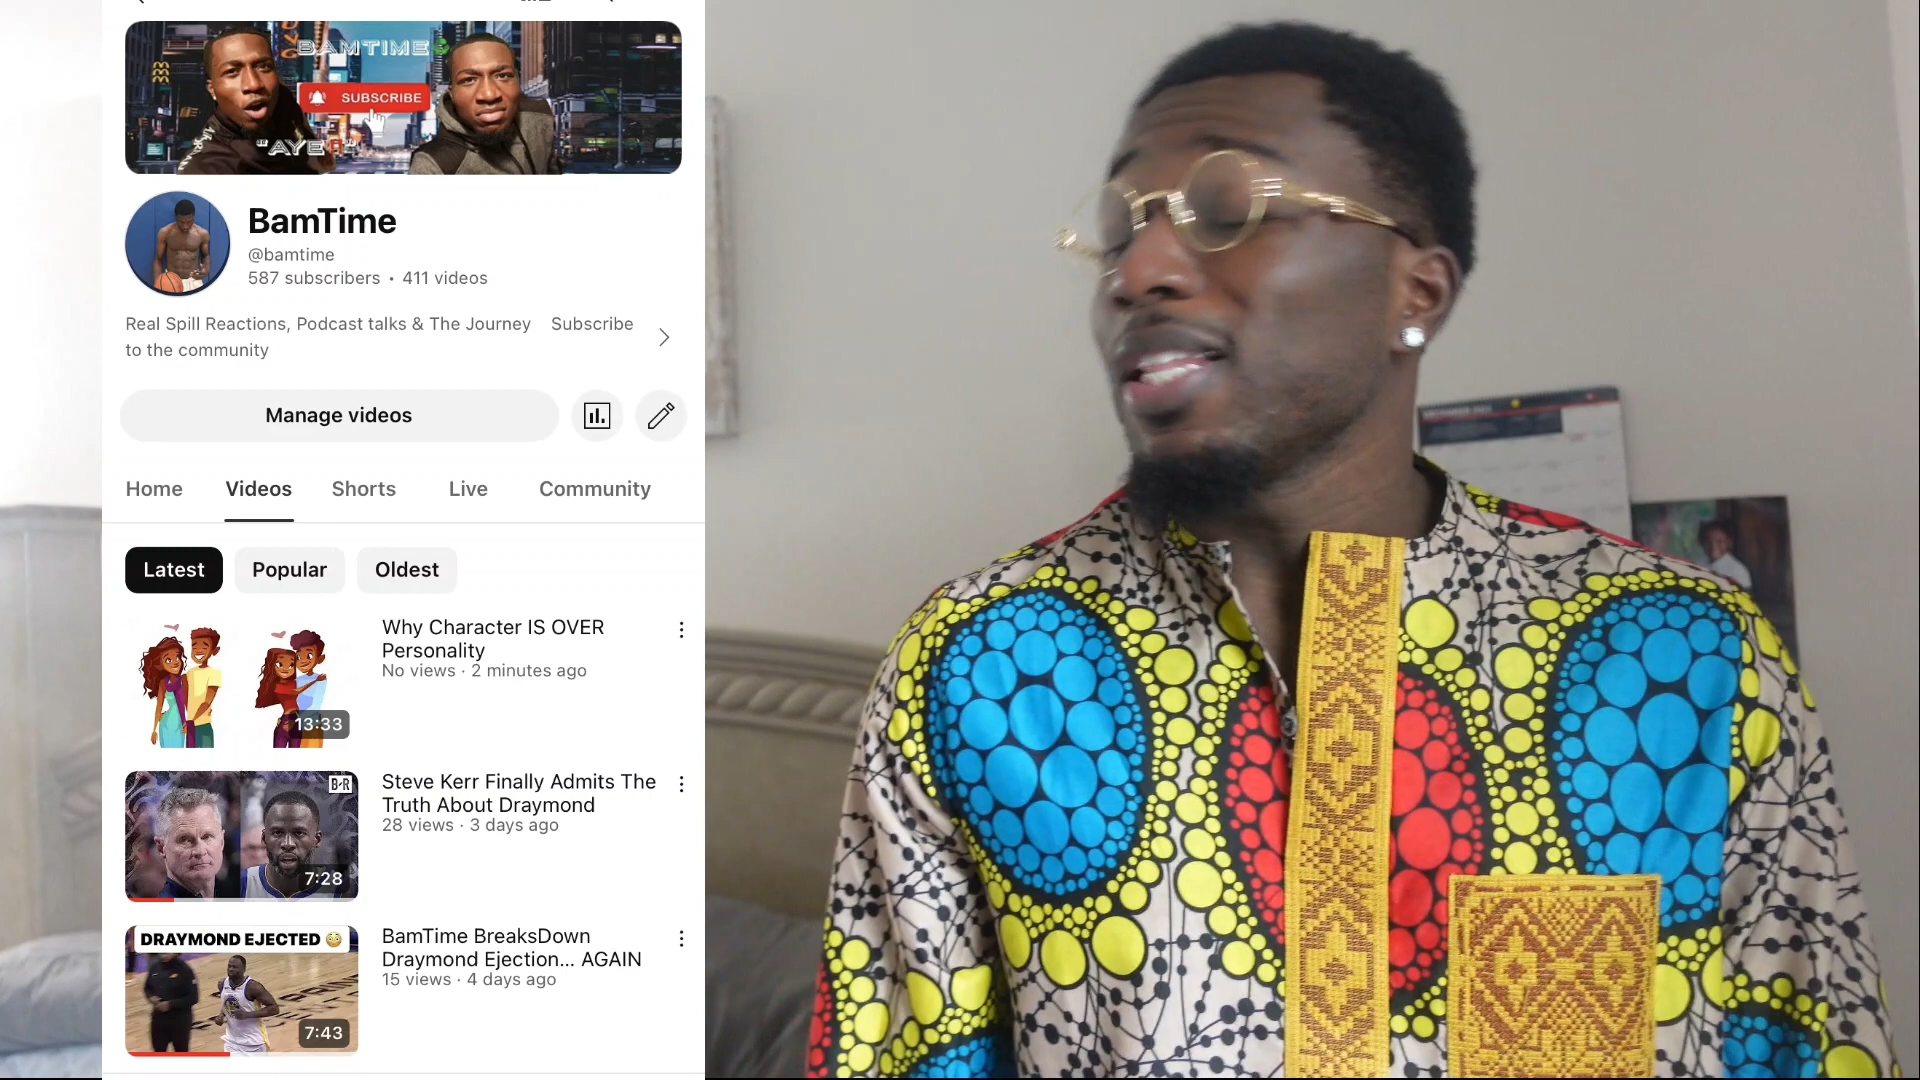 BAMTIME
SUBSCRIBE
"AYE
BamTime
@bamtime
587 subscribers • 411 videos
Real Spill Reactions, Podcast talks & The Journey Subscribe
to the community
Manage videos
Home Videos Shorts Live Community
Latest Popular Oldest
Why Character IS OVER
Personality
No views · 2 minutes ago
13:33
Steve Kerr Finally Admits The
Truth About Draymond
28 views · 3 days ago
B/R
7:28
DRAYMOND EJECTED 😳
BamTime BreaksDown
Draymond Ejection... AGAIN
15 views · 4 days ago
7:43